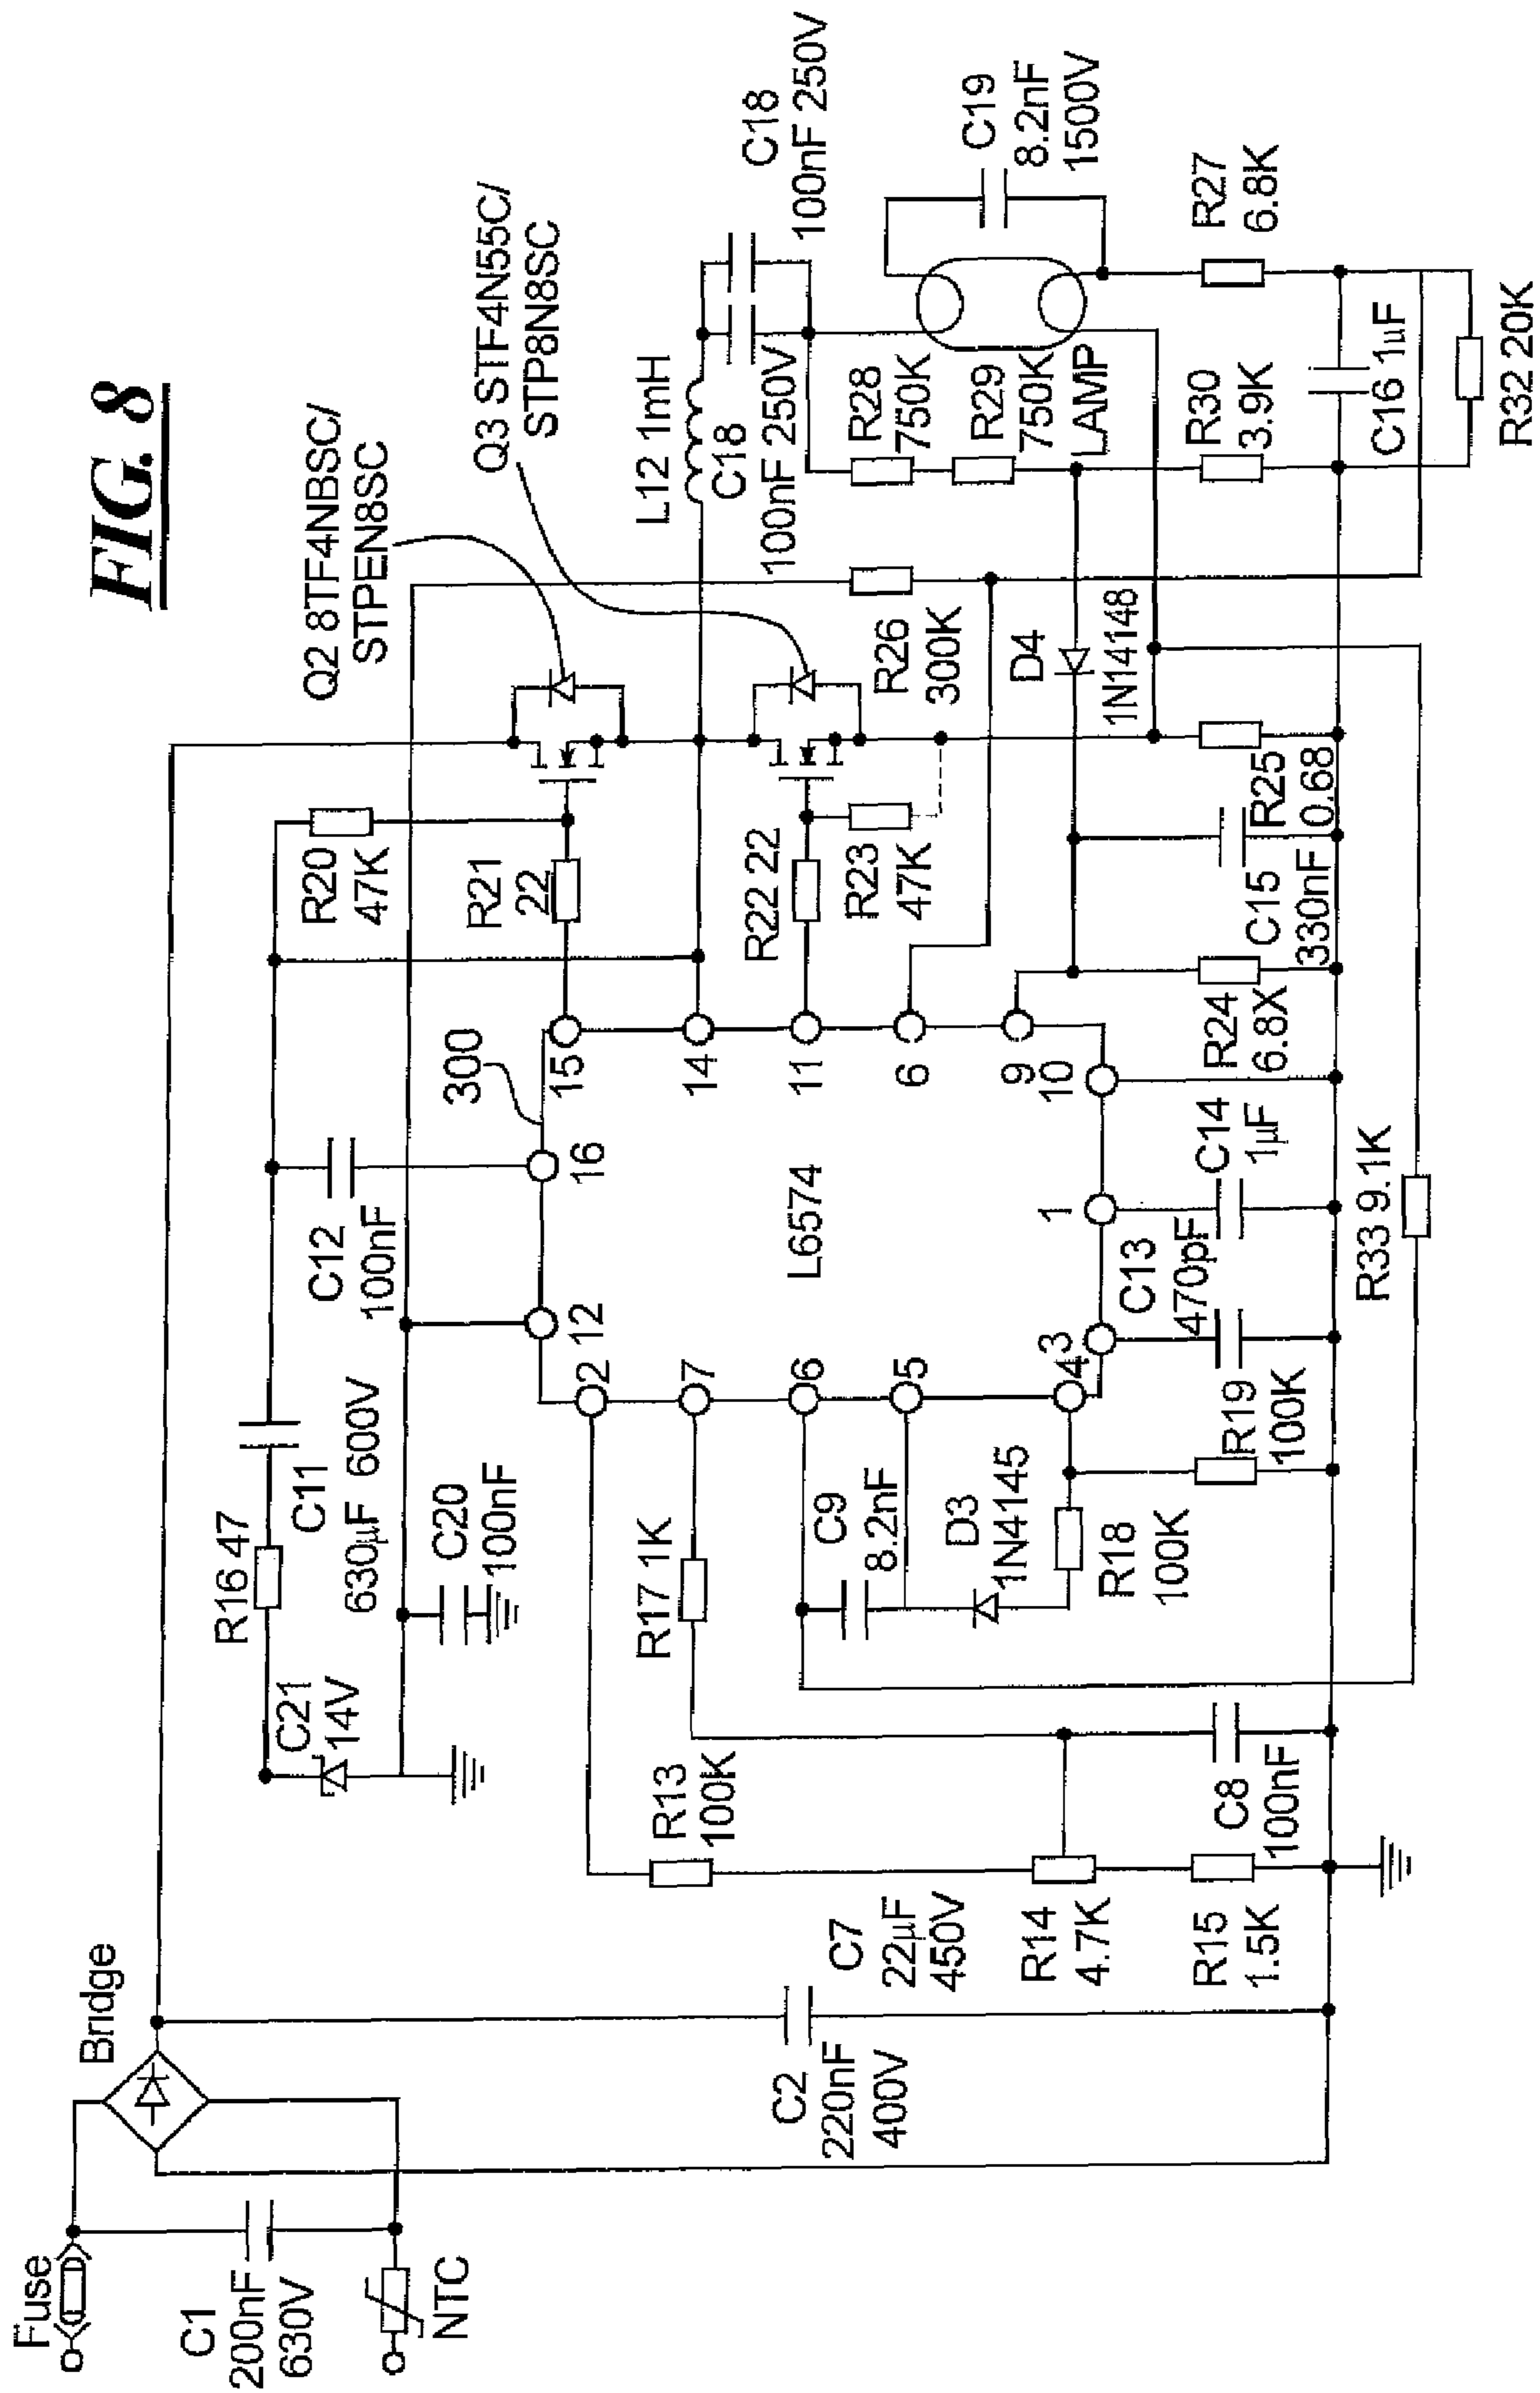 FIG. 8
Fuse
Bridge
C1
200nF
630V
NTC
C2
220nF
400V
C7
22µF
450V
R13
100K
R14
4.7K
R15
1.5K
C8
100nF
C21
14V
R16 47
C11
630µF 600V
C20
100nF
R17 1K
C9
8.2nF
D3
1N4145
R18
100K
R19
100K
C12
100nF
300
L6574
2
7
6
5
4
3
1
10
9
6
11
14
15
16
12
C13
470pF
C14
1µF
R33 9.1K
R20
47K
R21
22
R22 22
R23
47K
R24
6.8X
C15
330nF
R25
0.68
R26
300K
D4
1N14148
Q2 8TF4NBSC/
STPEN8SC
Q3 STF4N55C/
STP8N8SC
L12 1mH
C18
100nF 250V
C18
100nF 250V
R28
750K
R29
750K
LAMP
R30
3.9K
C19
8.2nF
1500V
R27
6.8K
C16 1µF
R32 20K